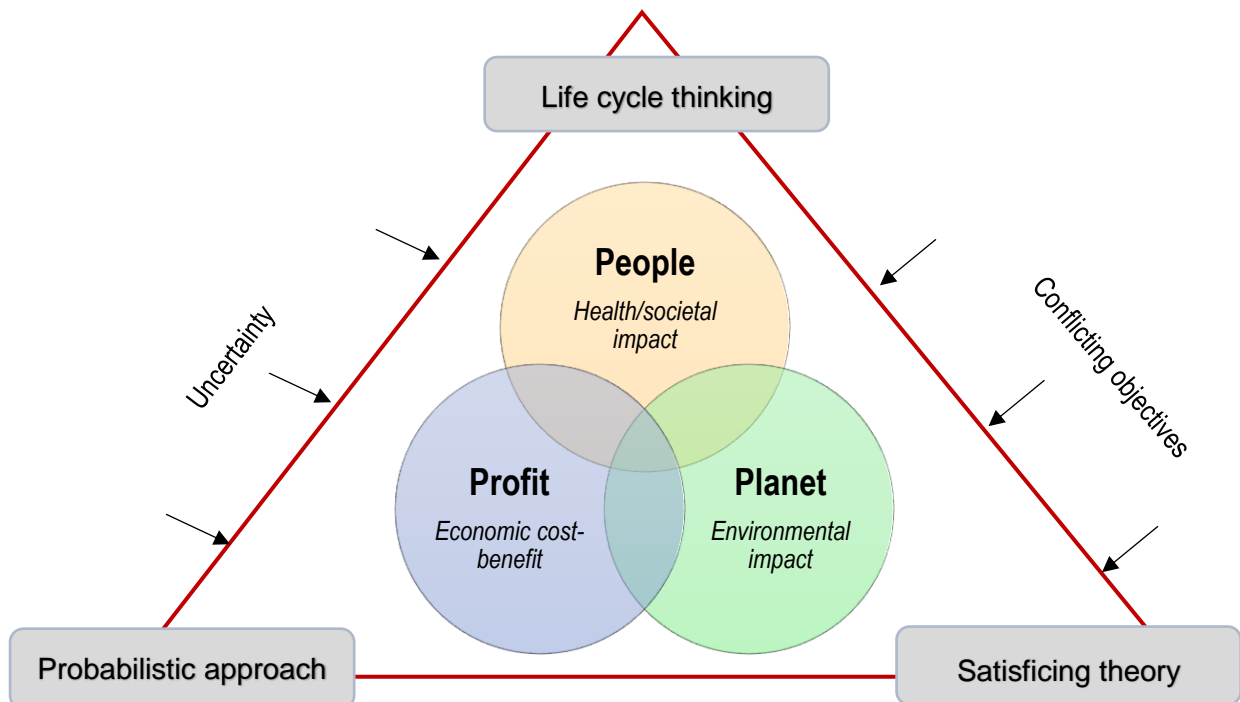 Life cycle thinking
People
Health/societal
impact
Uncertainty
Conflicting objectives
Profit
Economic cost-
benefit
Planet
Environmental
impact
Probabilistic approach
Satisficing theory